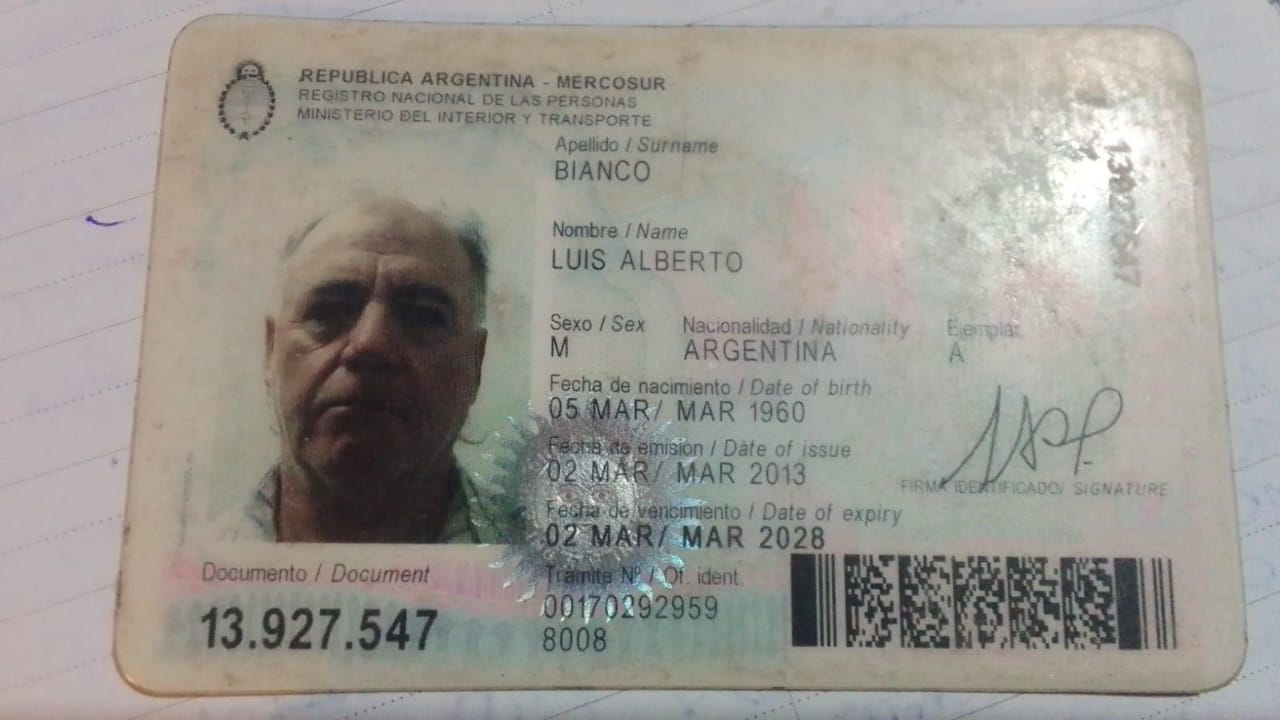 REPUBLICA ARGENTINA - MERCOSUR
REGISTRO NACIONAL DE LAS PERSONAS
MINISTERIO DEL INTERIOR Y TRANSPORTE
Apellido / Surname
BIANCO
Nombre / Name
LUIS ALBERTO
Sexo / Sex Nacionalidad / Nationality Ejemplar
M ARGENTINA A
Fecha de nacimiento / Date of birth
05 MAR/ MAR 1960
Fecha de emisión / Date of issue
02 MAR/ MAR 2013
FIRMA IDENTIFICADO/ SIGNATURE
Fecha de vencimiento / Date of expiry
02 MAR/ MAR 2028
Documento / Document
13.927.547
Tramite Nº / Of. ident.
00170292959
8008